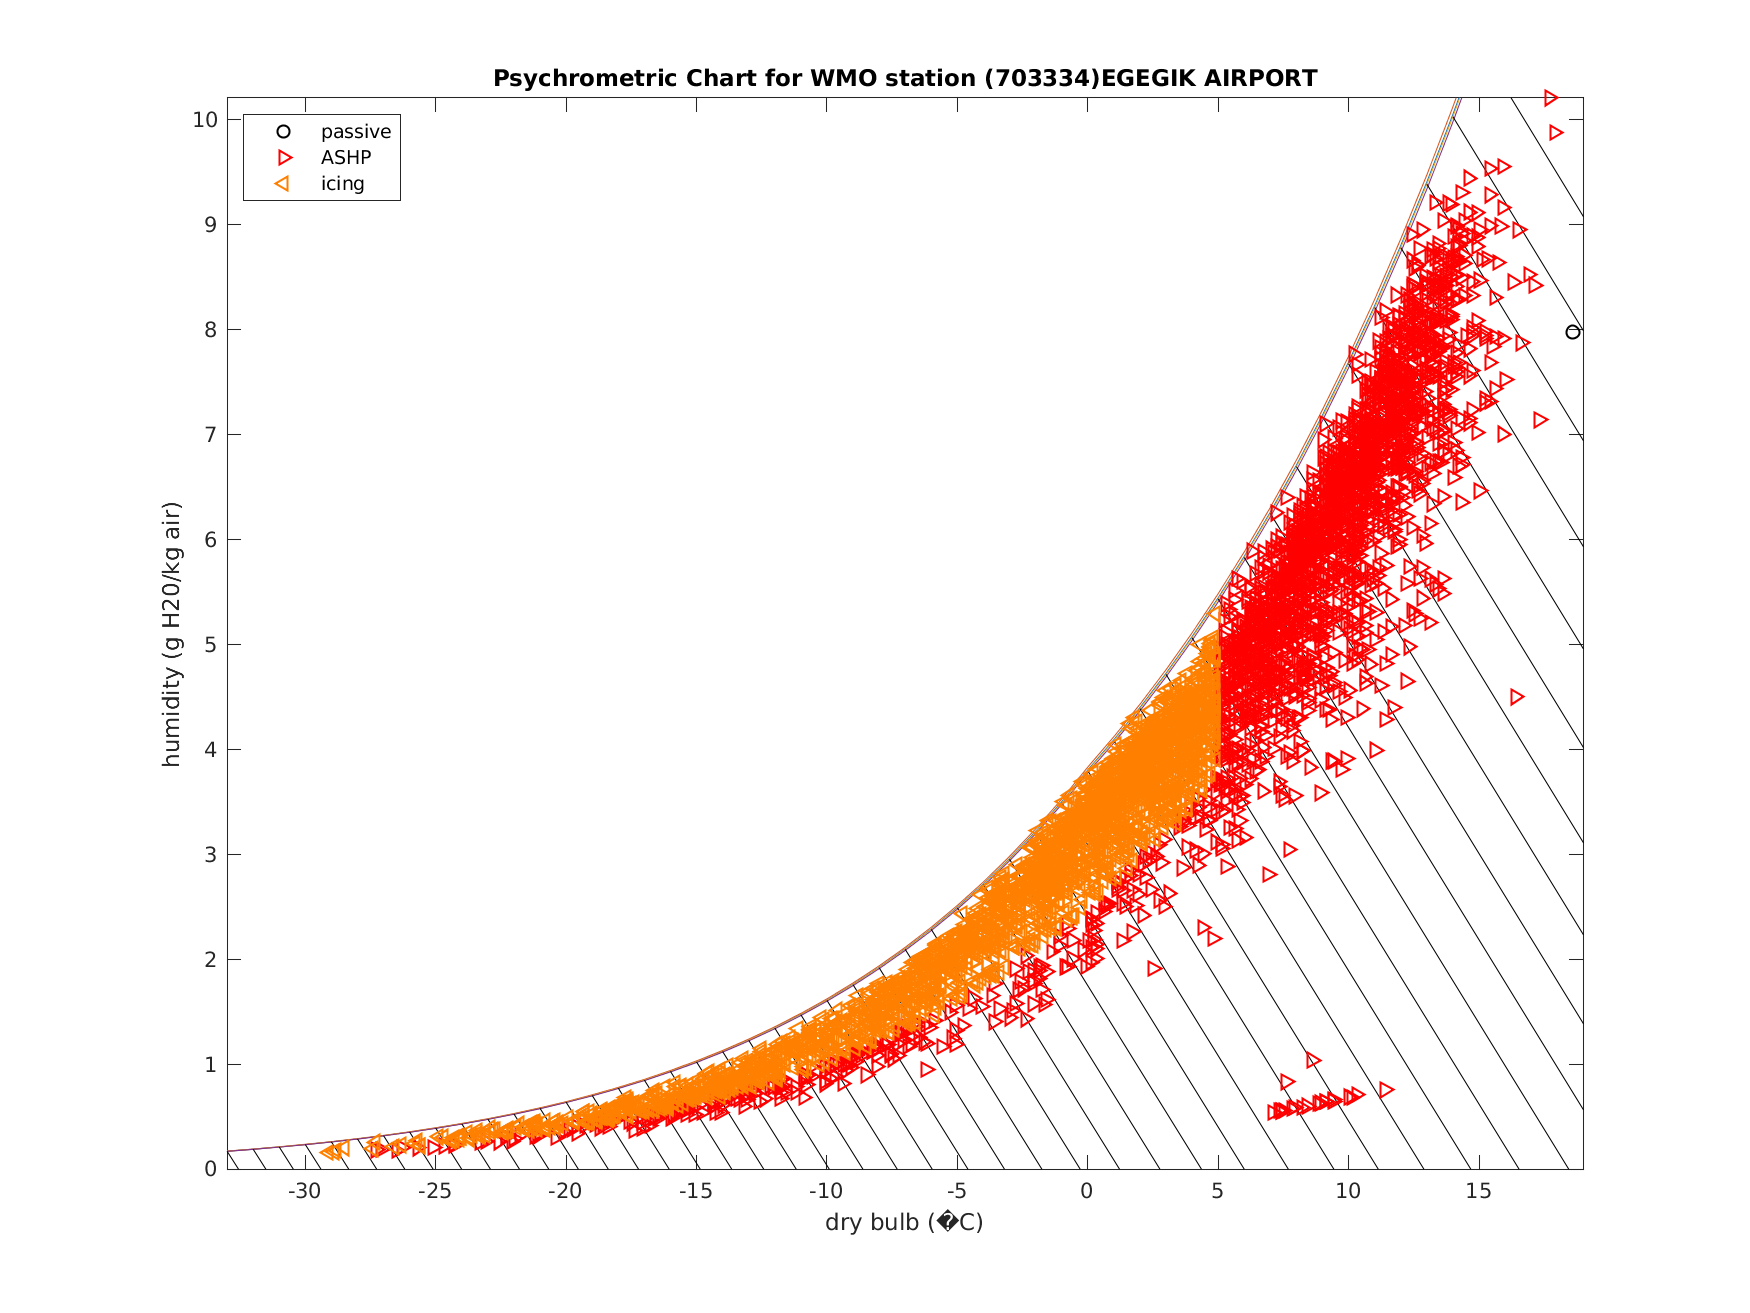 Psychrometric Chart for WMO station (703334)EGEGIK AIRPORT
passive
ASHP
icing
humidity (g H20/kg air)
10
9
8
7
6
5
4
3
2
1
0
-30 -25 -20 -15 -10 -5 0 5 10 15
dry bulb (�C)